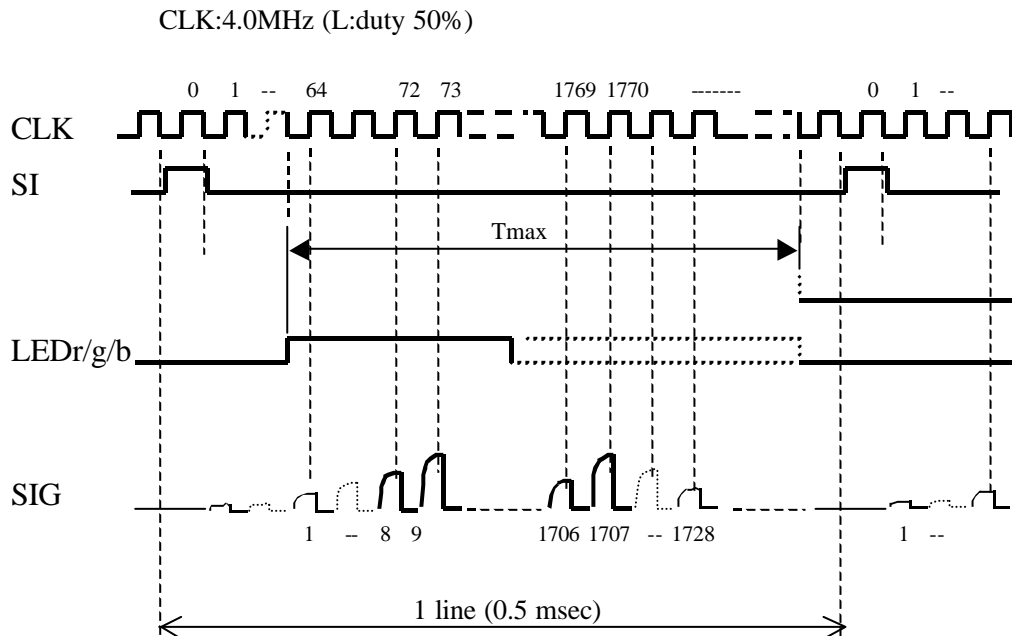 CLK:4.0MHz (L:duty 50%)
0 1 -- 64 72 73 1769 1770 ------- 0 1 --
CLK
SI
Tmax
LEDr/g/b
SIG
1 -- 8 9 1706 1707 -- 1728 1 --
1 line (0.5 msec)